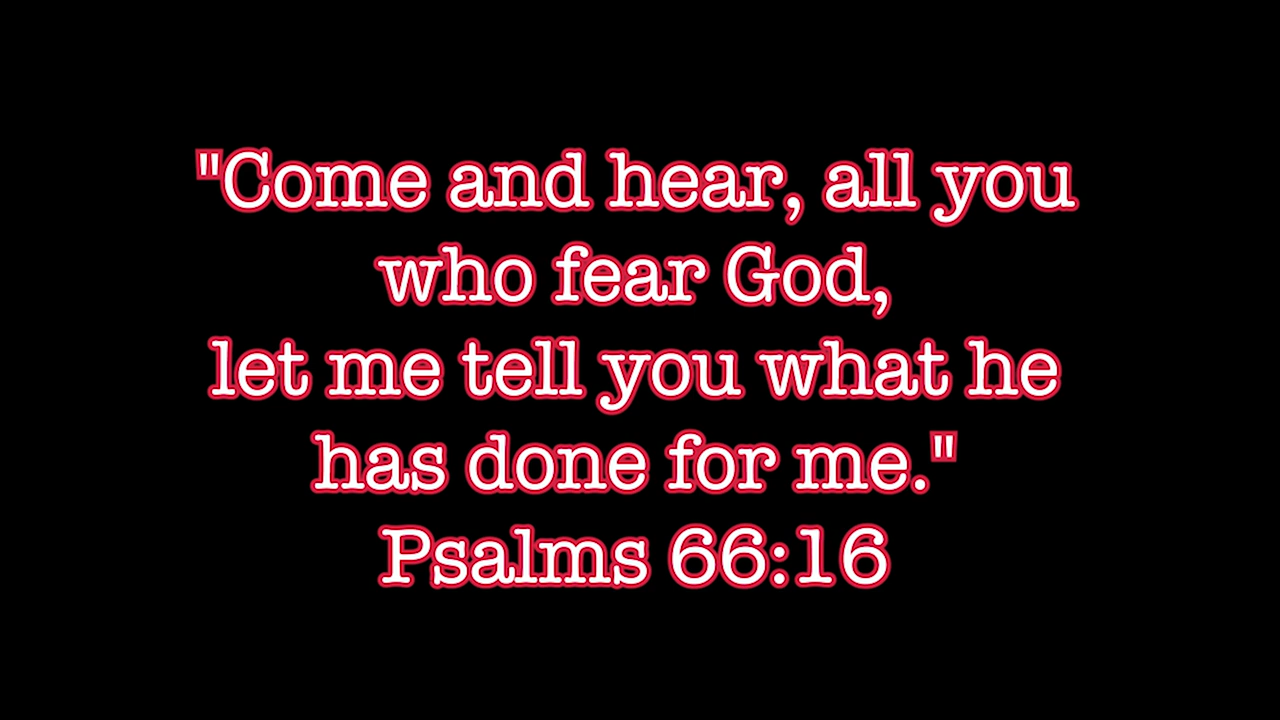 "Come and hear, all you
who fear God,
let me tell you what he
has done for me."
Psalms 66:16